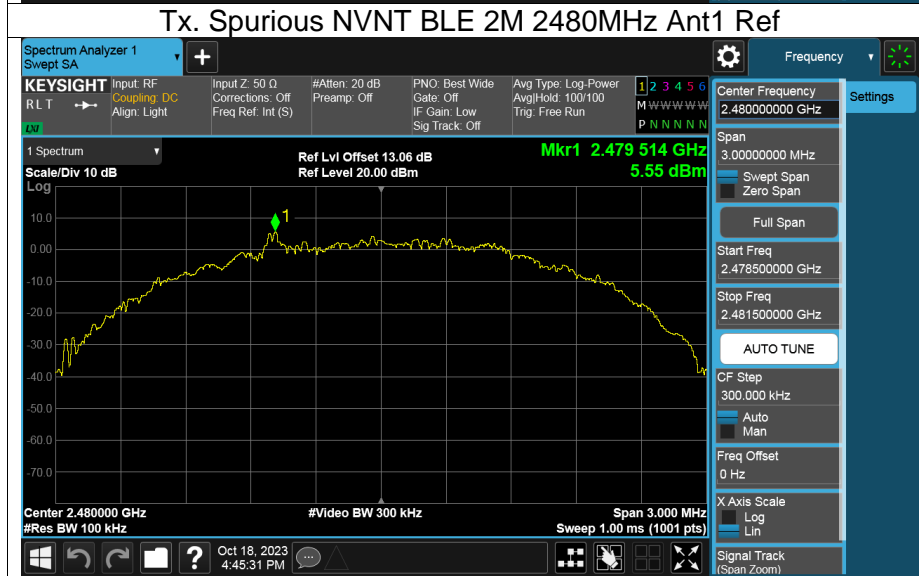 Tx. Spurious NVNT BLE 2M 2480MHz Ant1 Ref
Spectrum Analyzer 1
Swept SA
Frequency
KEYSIGHT
RLT
LXI
Input: RF
Coupling: DC
Align: Light
Input Z: 50 Ω
Corrections: Off
Freq Ref: Int (S)
#Atten: 20 dB
Preamp: Off
PNO: Best Wide
Gate: Off
IF Gain: Low
Sig Track: Off
Avg Type: Log-Power
Avg|Hold: 100/100
Trig: Free Run
1 2 3 4 5 6
M W W W W W
P N N N N N
Center Frequency
2.480000000 GHz
Settings
Span
3.00000000 MHz
Swept Span
Zero Span
Full Span
Start Freq
2.478500000 GHz
Stop Freq
2.481500000 GHz
AUTO TUNE
CF Step
300.000 kHz
Auto
Man
Freq Offset
0 Hz
X Axis Scale
Log
Lin
Signal Track
(Span Zoom)
1 Spectrum
Scale/Div 10 dB
Log
Ref Lvl Offset 13.06 dB
Ref Level 20.00 dBm
Mkr1 2.479 514 GHz
5.55 dBm
1
10.0
0.00
-10.0
-20.0
-30.0
-40.0
-50.0
-60.0
-70.0
Center 2.480000 GHz
#Res BW 100 kHz
#Video BW 300 kHz
Span 3.000 MHz
Sweep 1.00 ms (1001 pts)
Oct 18, 2023
4:45:31 PM